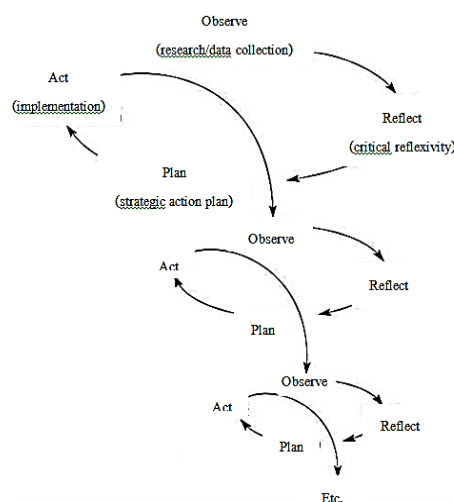 Observe
(research/data collection)
Act
(implementation)
Reflect
(critical reflexivity)
Plan
(strategic action plan)
Observe
Act
Reflect
Plan
Observe
Act
Reflect
Plan
Etc.